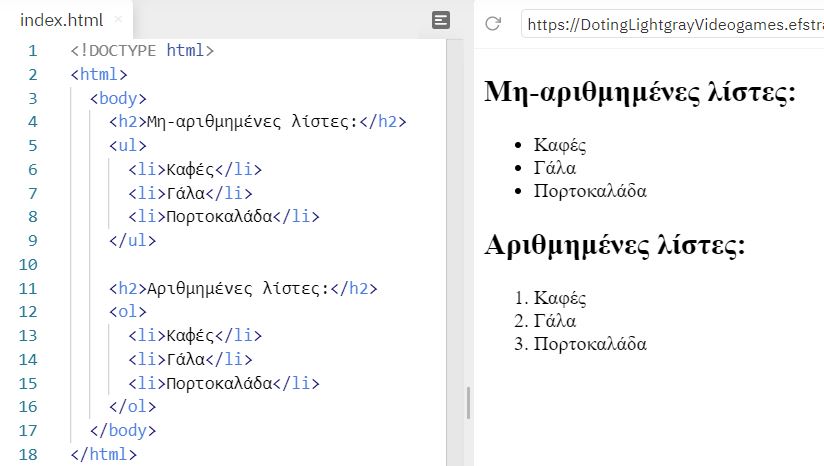 index.html
1 <!DOCTYPE html>
2 <html>
3 <body>
4 <h2>Μη-αριθμημένες λίστες:</h2>
5 <ul>
6 <li>Καφές</li>
7 <li>Γάλα</li>
8 <li>Πορτοκαλάδα</li>
9 </ul>
10
11 <h2>Αριθμημένες λίστες:</h2>
12 <ol>
13 <li>Καφές</li>
14 <li>Γάλα</li>
15 <li>Πορτοκαλάδα</li>
16 </ol>
17 </body>
18 </html>
https://DotingLightgrayVideogames.efstra
Μη-αριθμημένες λίστες:
• Καφές
• Γάλα
• Πορτοκαλάδα
Αριθμημένες λίστες:
1. Καφές
2. Γάλα
3. Πορτοκαλάδα